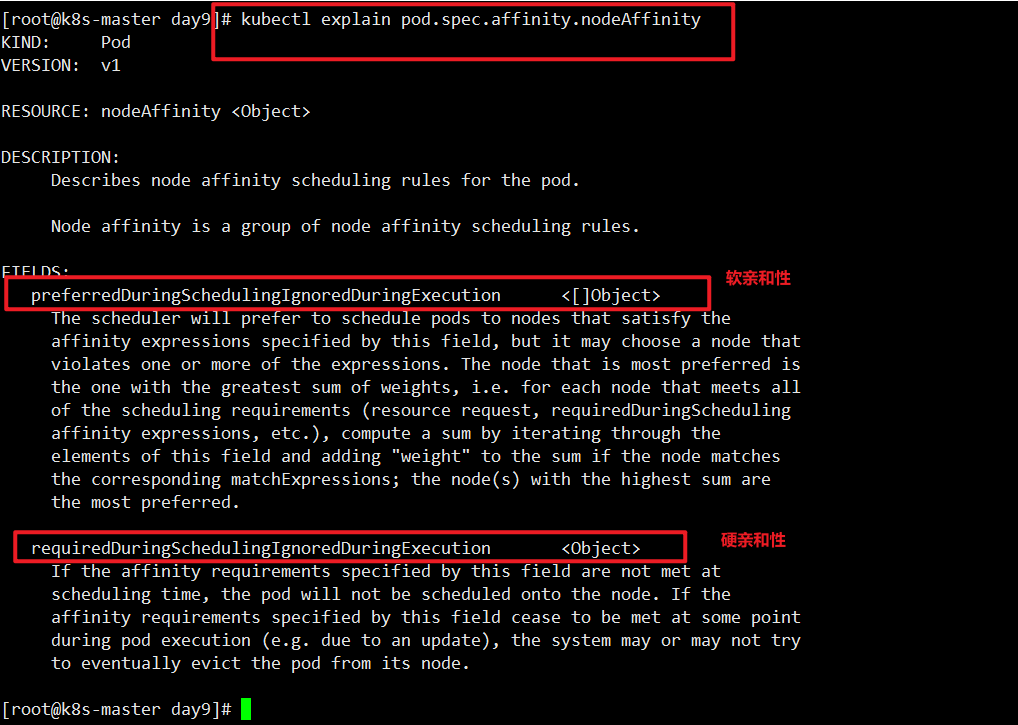 [root@k8s-master day9]# kubectl explain pod.spec.affinity.nodeAffinity
KIND:     Pod
VERSION:  v1
RESOURCE: nodeAffinity <Object>
DESCRIPTION:
Describes node affinity scheduling rules for the pod.
Node affinity is a group of node affinity scheduling rules.
FIELDS:
软亲和性
preferredDuringSchedulingIgnoredDuringExecution      <[]Object>
The scheduler will prefer to schedule pods to nodes that satisfy the
affinity expressions specified by this field, but it may choose a node that
violates one or more of the expressions. The node that is most preferred is
the one with the greatest sum of weights, i.e. for each node that meets all
of the scheduling requirements (resource request, requiredDuringScheduling
affinity expressions, etc.), compute a sum by iterating through the
elements of this field and adding "weight" to the sum if the node matches
the corresponding matchExpressions; the node(s) with the highest sum are
the most preferred.
硬亲和性
requiredDuringSchedulingIgnoredDuringExecution       <Object>
If the affinity requirements specified by this field are not met at
scheduling time, the pod will not be scheduled onto the node. If the
affinity requirements specified by this field cease to be met at some point
during pod execution (e.g. due to an update), the system may or may not try
to eventually evict the pod from its node.
[root@k8s-master day9]#